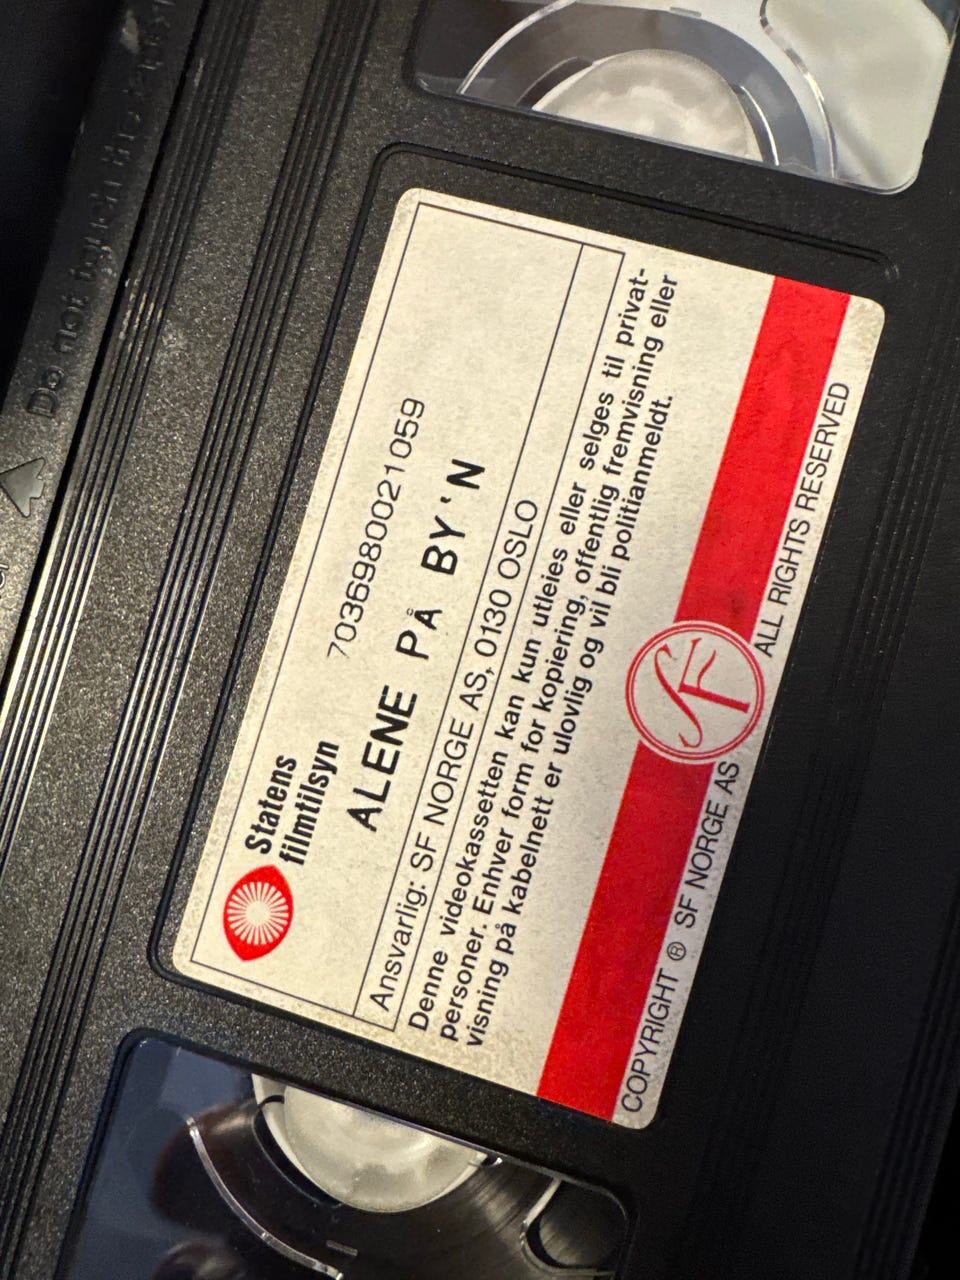 Do not touch the tape
Statens
filmtilsyn
7036980021059
ALENE PÅ BY'N
Ansvarlig: SF NORGE AS, 0130 OSLO
Denne videokassetten kan kun utleies eller selges til privat-
personer. Enhver form for kopiering, offentlig fremvisning eller
visning på kabelnett er ulovlig og vil bli politianmeldt.
SF
COPYRIGHT ® SF NORGE AS
ALL RIGHTS RESERVED